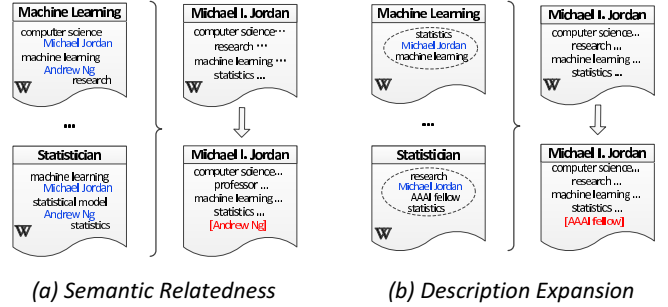 Machine Learning
computer science
Michael Jordan
machine learning
Andrew Ng
research
W
...
Statistician
machine learning
Michael Jordan
statistical model
Andrew Ng
statistics
W
Michael I. Jordan
computer science...
research ...
machine learning ...
statistics ...
W
Michael I. Jordan
computer science...
professor ...
machine learning ...
statistics ...
[Andrew Ng]
W
(a) Semantic Relatedness
Machine Learning
statistics
Michael Jordan
machine learning
W
...
Statistician
research
Michael Jordan
AAAI fellow
statistics
W
Michael I. Jordan
computer science...
research ...
machine learning ...
statistics ...
W
Michael I. Jordan
computer science...
research ...
machine learning ...
statistics ...
[AAAI fellow]
W
(b) Description Expansion